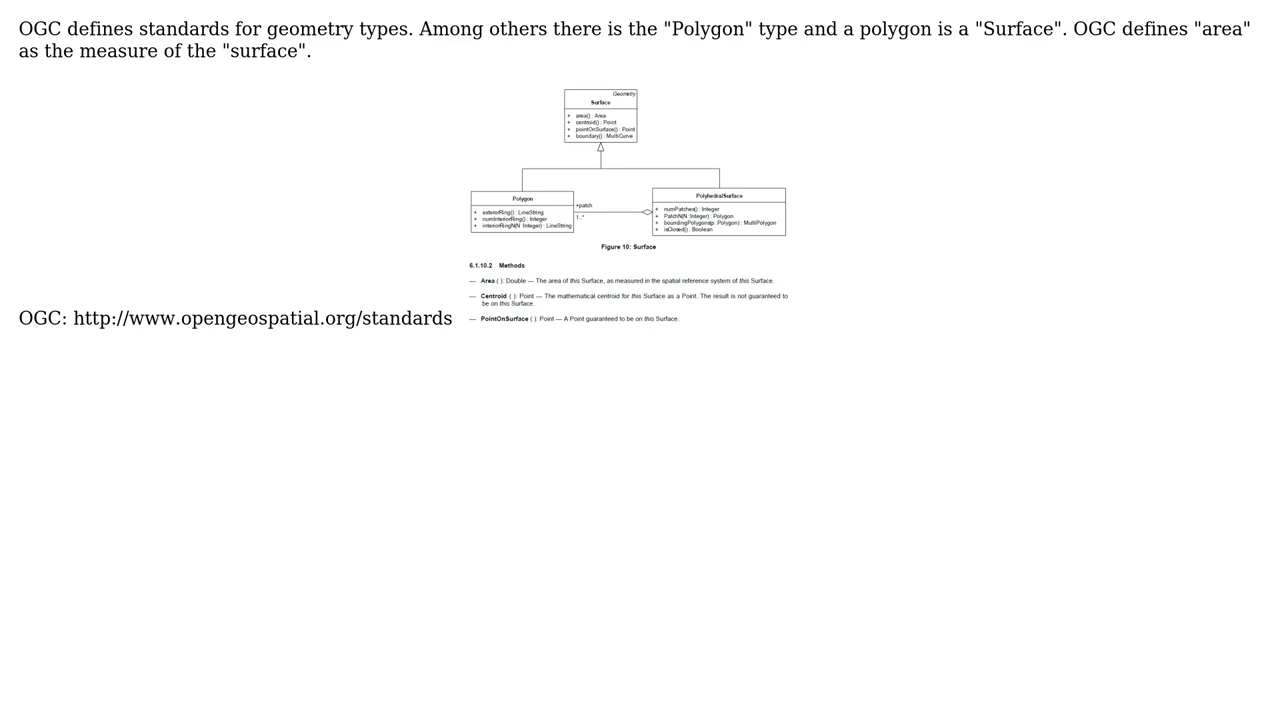 OGC defines standards for geometry types. Among others there is the "Polygon" type and a polygon is a "Surface". OGC defines "area"
as the measure of the "surface".
Geometry
Surface
+ area() : Area
+ centroid() : Point
+ pointOnSurface() : Point
+ boundary() : MultiCurve
Polygon
+ exteriorRing() : LineString
+ numInteriorRing() : Integer
+ interiorRingN(N :Integer) : LineString
+patch
1..*
PolyhedralSurface
+ numPatches() : Integer
+ PatchN(N :Integer) : Polygon
+ boundingPolygons(p :Polygon) : MultiPolygon
+ isClosed() : Boolean
Figure 10: Surface
6.1.10.2 Methods
— Area ( ): Double — The area of this Surface, as measured in the spatial reference system of this Surface.
— Centroid ( ): Point — The mathematical centroid for this Surface as a Point. The result is not guaranteed to
be on this Surface.
— PointOnSurface ( ): Point — A Point guaranteed to be on this Surface.
OGC: http://www.opengeospatial.org/standards